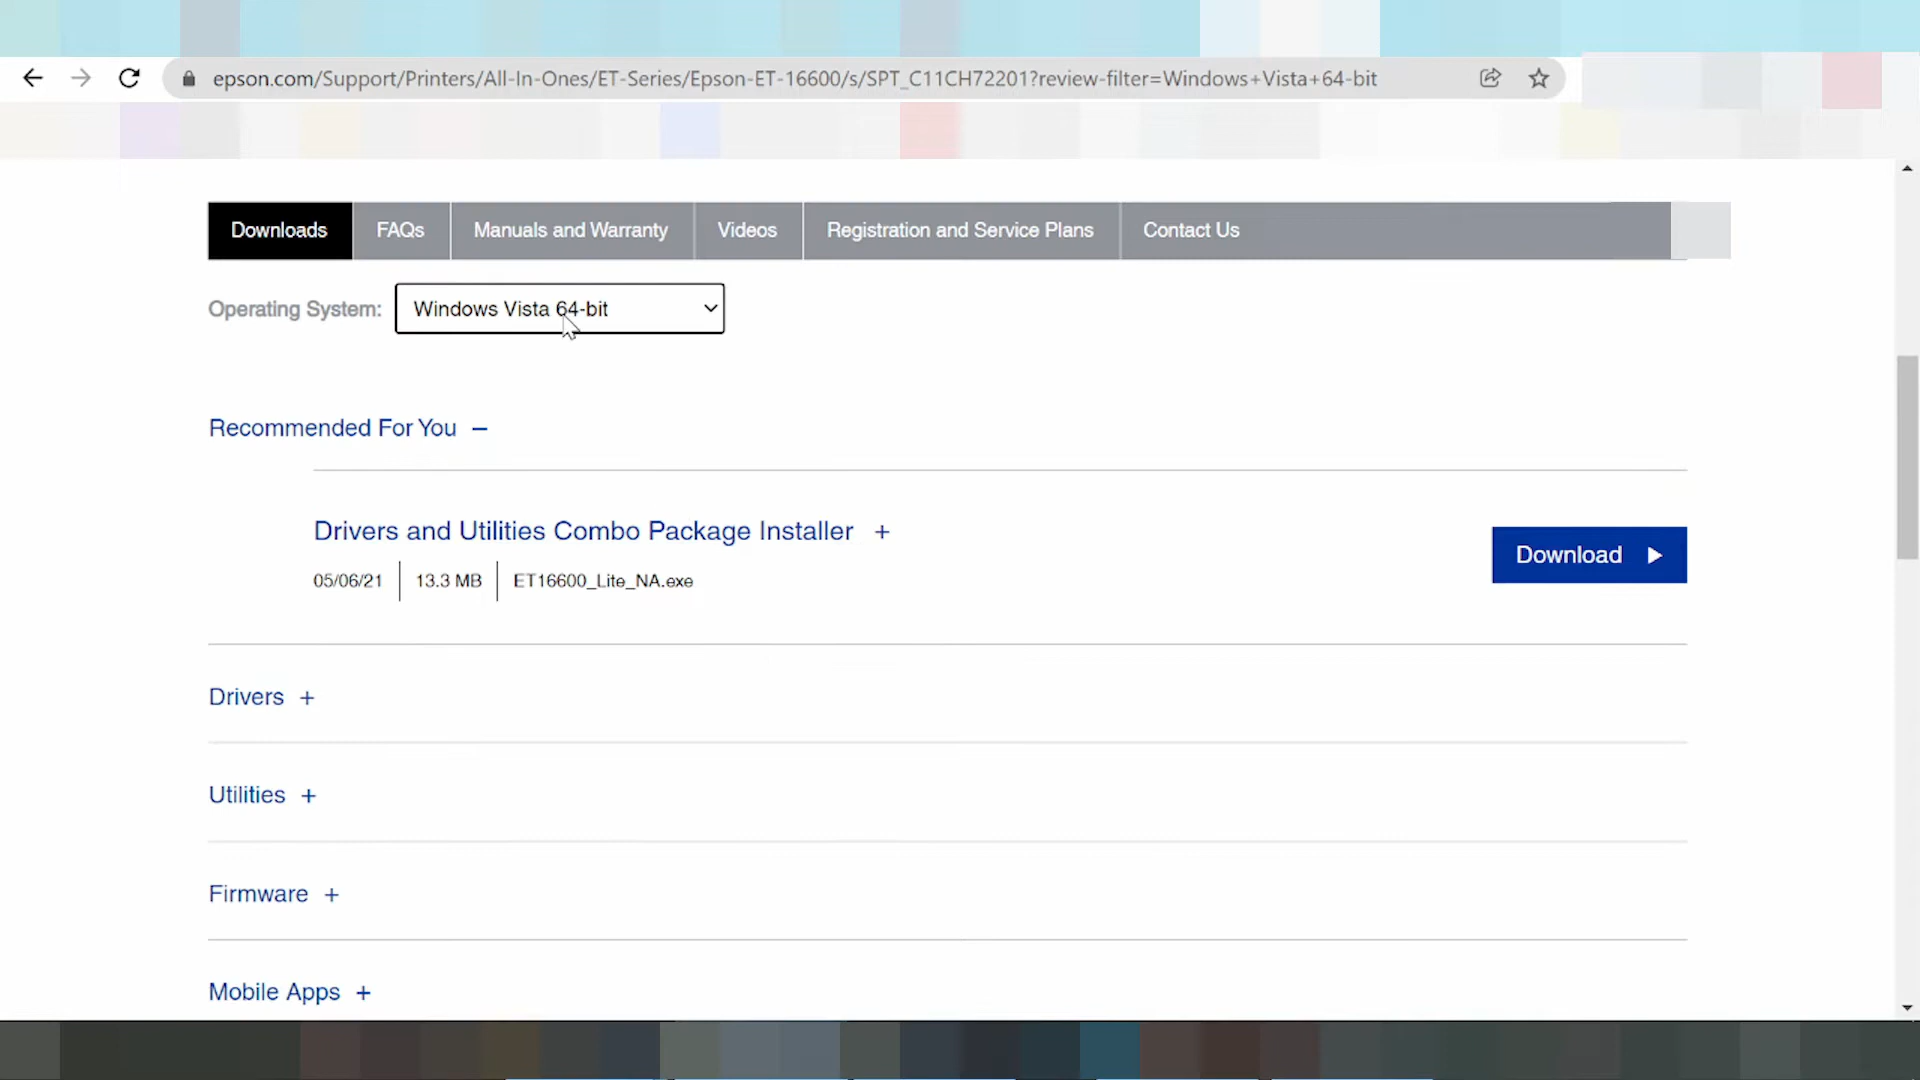 epson.com/Support/Printers/All-In-Ones/ET-Series/Epson-ET-16600/s/SPT_C11CH72201?review-filter=Windows+Vista+64-bit
Downloads FAQs Manuals and Warranty Videos Registration and Service Plans Contact Us
Operating System: Windows Vista 64-bit
Recommended For You −
Drivers and Utilities Combo Package Installer +
05/06/21 | 13.3 MB | ET16600_Lite_NA.exe
Download
Drivers +
Utilities +
Firmware +
Mobile Apps +